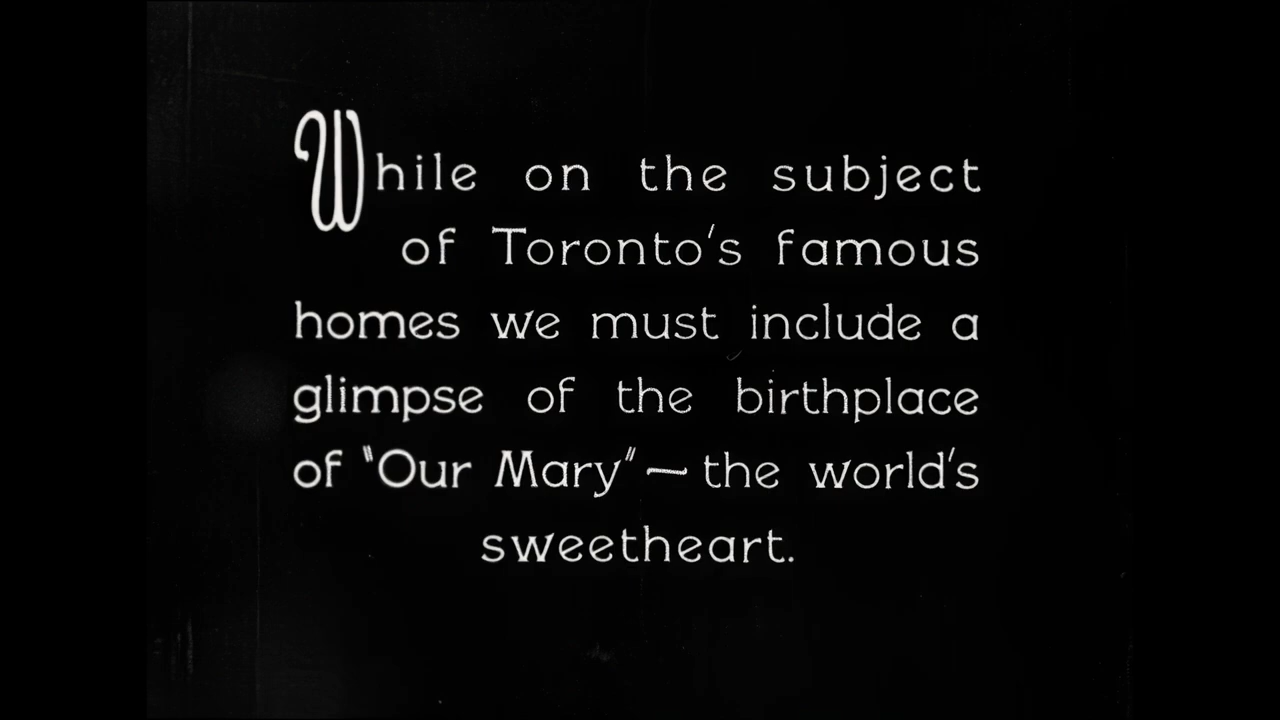 While on the subject
of Toronto's famous
homes we must include a
glimpse of the birthplace
of "Our Mary" — the world's
sweetheart.